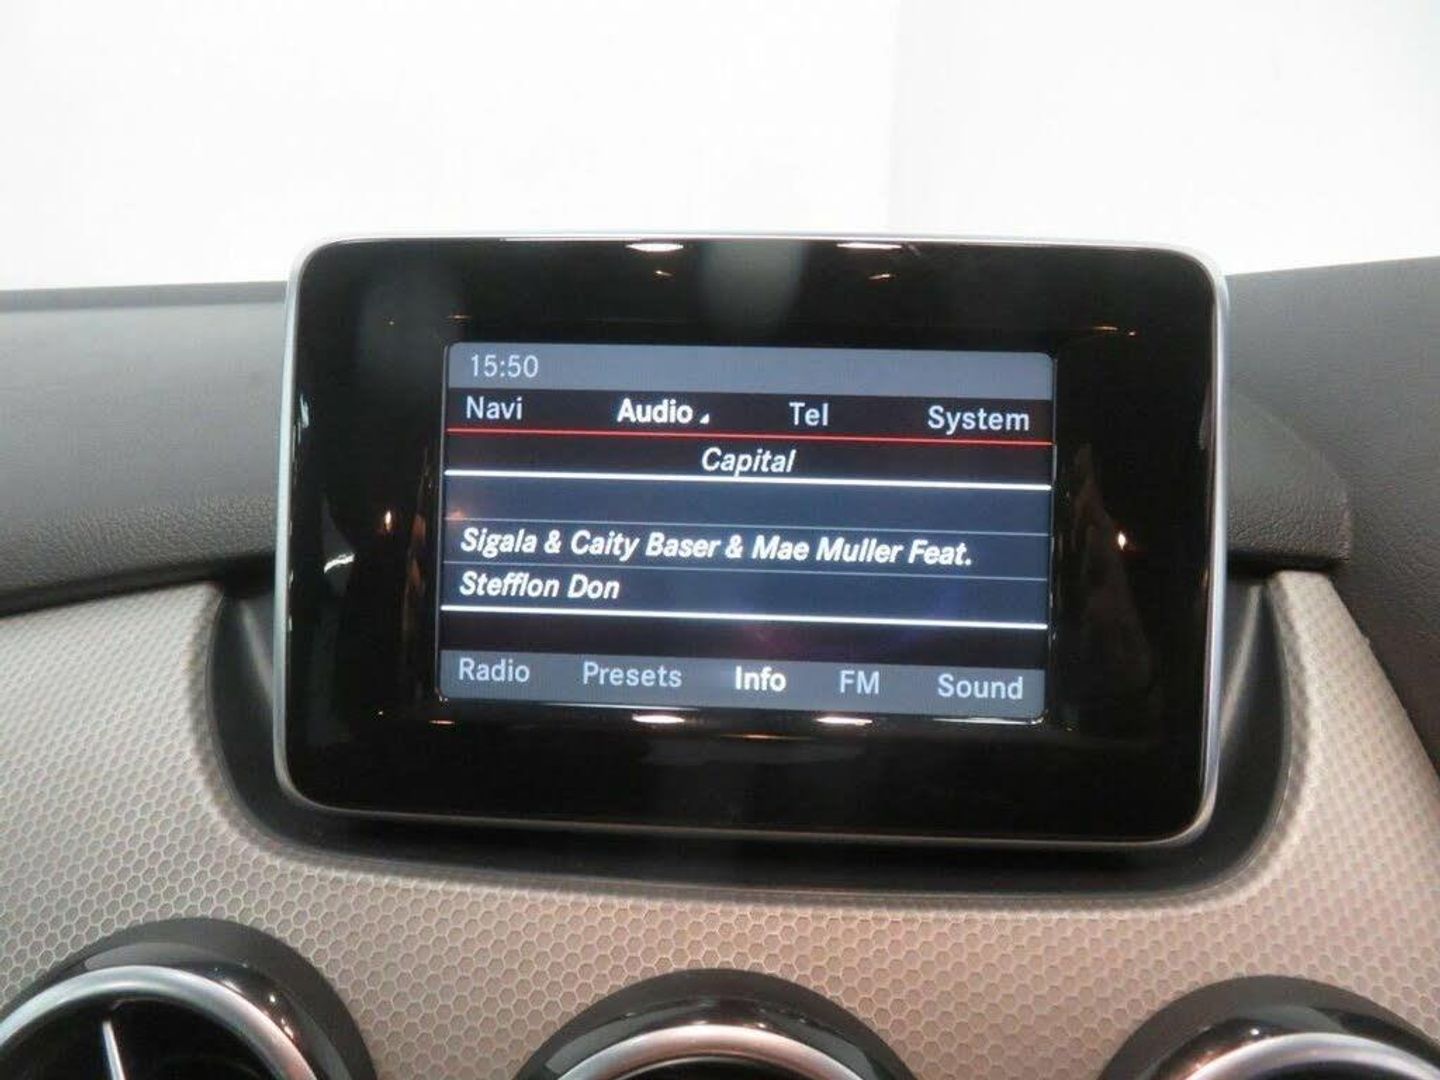 15:50
Navi Audio Tel System
Capital
Sigala & Caity Baser & Mae Muller Feat.
Stefflon Don
Radio Presets Info FM Sound